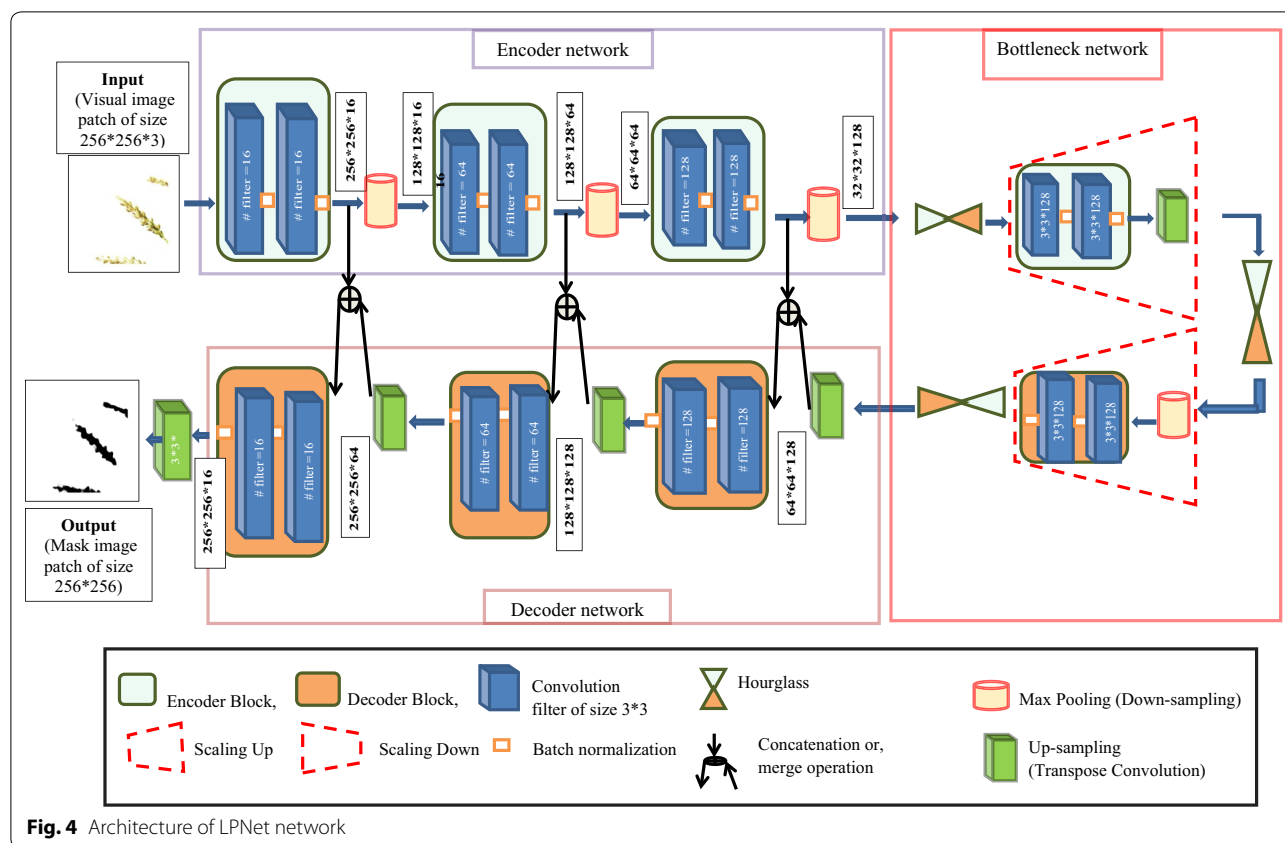 Encoder network
Bottleneck network
Input
(Visual image
patch of size
256*256*3)
# filter =16
# filter =16
256*256*16
128*128*16
16
# filter = 64
# filter = 64
128*128*64
64*64*64
# filter =128
# filter =128
32*32*128
3*3*128
3*3*128
3*3*
256*256*16
# filter =16
# filter =16
256*256*64
# filter = 64
# filter = 64
128*128*128
# filter =128
# filter =128
64*64*128
3*3*128
3*3*128
Output
(Mask image
patch of size
256*256)
Decoder network
Encoder Block,
Decoder Block,
Convolution
filter of size 3*3
Hourglass
Max Pooling (Down-sampling)
Scaling Up
Scaling Down
Batch normalization
Concatenation or,
merge operation
Up-sampling
(Transpose Convolution)
Fig. 4 Architecture of LPNet network